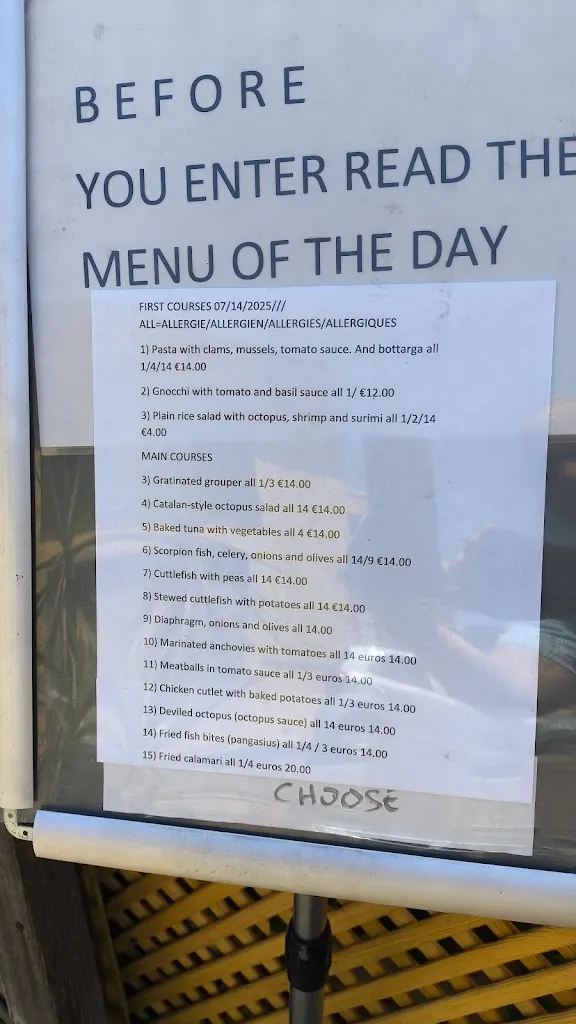 BEFORE
YOU ENTER READ THE
MENU OF THE DAY
FIRST COURSES 07/14/2025///
ALL=ALLERGIE/ALLERGIEN/ALLERGIES/ALLERGIQUES
1) Pasta with clams, mussels, tomato sauce. And bottarga all
1/4/14 €14.00
2) Gnocchi with tomato and basil sauce all 1/ €12.00
3) Plain rice salad with octopus, shrimp and surimi all 1/2/14
€4.00
MAIN COURSES
3) Gratinated grouper all 1/3 €14.00
4) Catalan-style octopus salad all 14 €14.00
5) Baked tuna with vegetables all 4 €14.00
6) Scorpion fish, celery, onions and olives all 14/9 €14.00
7) Cuttlefish with peas all 14 €14.00
8) Stewed cuttlefish with potatoes all 14 €14.00
9) Diaphragm, onions and olives all 14.00
10) Marinated anchovies with tomatoes all 14 euros 14.00
11) Meatballs in tomato sauce all 1/3 euros 14.00
12) Chicken cutlet with baked potatoes all 1/3 euros 14.00
13) Deviled octopus (octopus sauce) all 14 euros 14.00
14) Fried fish bites (pangasius) all 1/4 / 3 euros 14.00
15) Fried calamari all 1/4 euros 20.00
CHOOSE